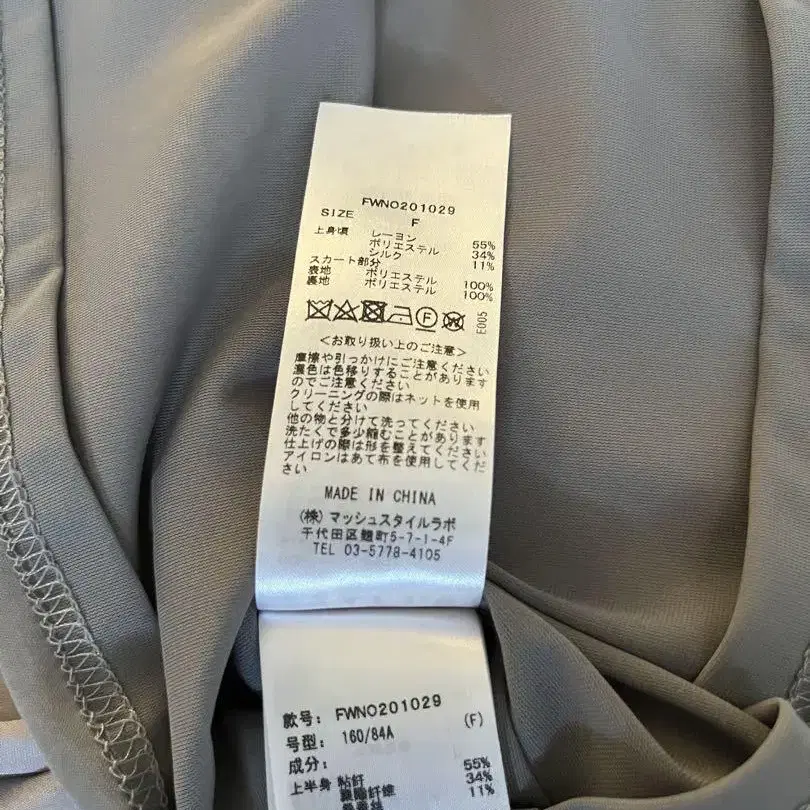 FWNO201029
SIZE F
上身頃 レーヨン 55%
ポリエステル 34%
シルク 11%
スカート部分
表地 ポリエステル 100%
裏地 ポリエステル 100%
E005
<お取り扱い上のご注意>
摩擦や引っかけにご注意ください
濃色は色移りすることがあります
のでご注意ください
クリーニングの際はネットを使用
してください
他の物と分けて洗ってください
洗たくで多少縮むことがあります
仕上げの際は形を整えてください
アイロンはあて布を使用してくだ
さい
MADE IN CHINA
(株)マッシュスタイルラボ
千代田区麹町5-7-1-4F
TEL 03-5778-4105
款号: FWNO201029
号型: 160/84A (F)
成分:
上半身 粘纤 55%
聚酯纤维 34%
桑蚕丝 11%